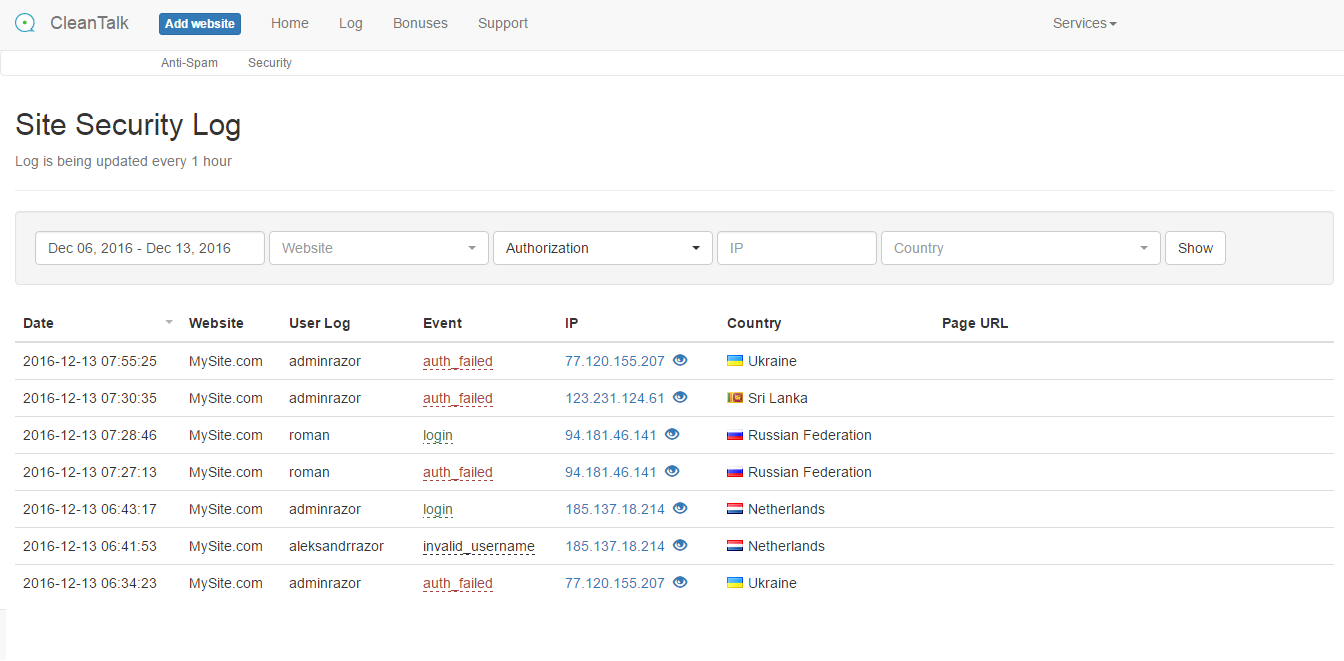 CleanTalk Add website Home Log Bonuses Support Services
Anti-Spam Security
Site Security Log
Log is being updated every 1 hour
Dec 06, 2016 - Dec 13, 2016 Website Authorization IP Country Show
Date Website User Log Event IP Country Page URL
2016-12-13 07:55:25 MySite.com adminrazor auth_failed 77.120.155.207 Ukraine
2016-12-13 07:30:35 MySite.com adminrazor auth_failed 123.231.124.61 Sri Lanka
2016-12-13 07:28:46 MySite.com roman login 94.181.46.141 Russian Federation
2016-12-13 07:27:13 MySite.com roman auth_failed 94.181.46.141 Russian Federation
2016-12-13 06:43:17 MySite.com adminrazor login 185.137.18.214 Netherlands
2016-12-13 06:41:53 MySite.com aleksandrrazor invalid_username 185.137.18.214 Netherlands
2016-12-13 06:34:23 MySite.com adminrazor auth_failed 77.120.155.207 Ukraine